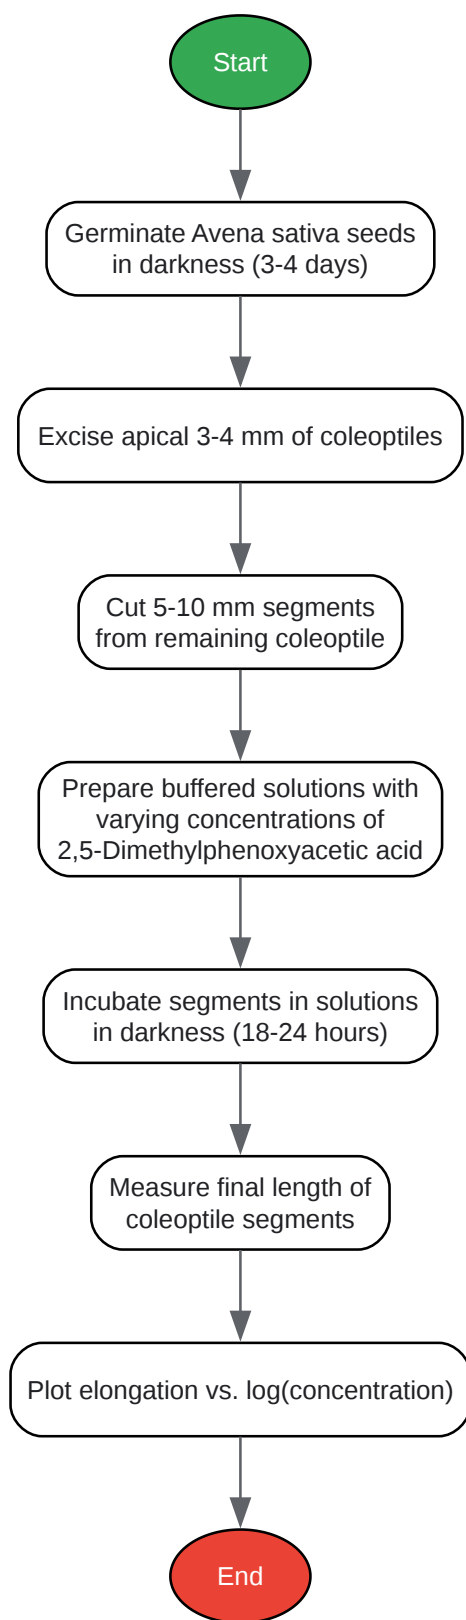 Start
Germinate Avena sativa seeds
in darkness (3-4 days)
Excise apical 3-4 mm of coleoptiles
Cut 5-10 mm segments
from remaining coleoptile
Prepare buffered solutions with
varying concentrations of
2,5-Dimethylphenoxyacetic acid
Incubate segments in solutions
in darkness (18-24 hours)
Measure final length of
coleoptile segments
Plot elongation vs. log(concentration)
End